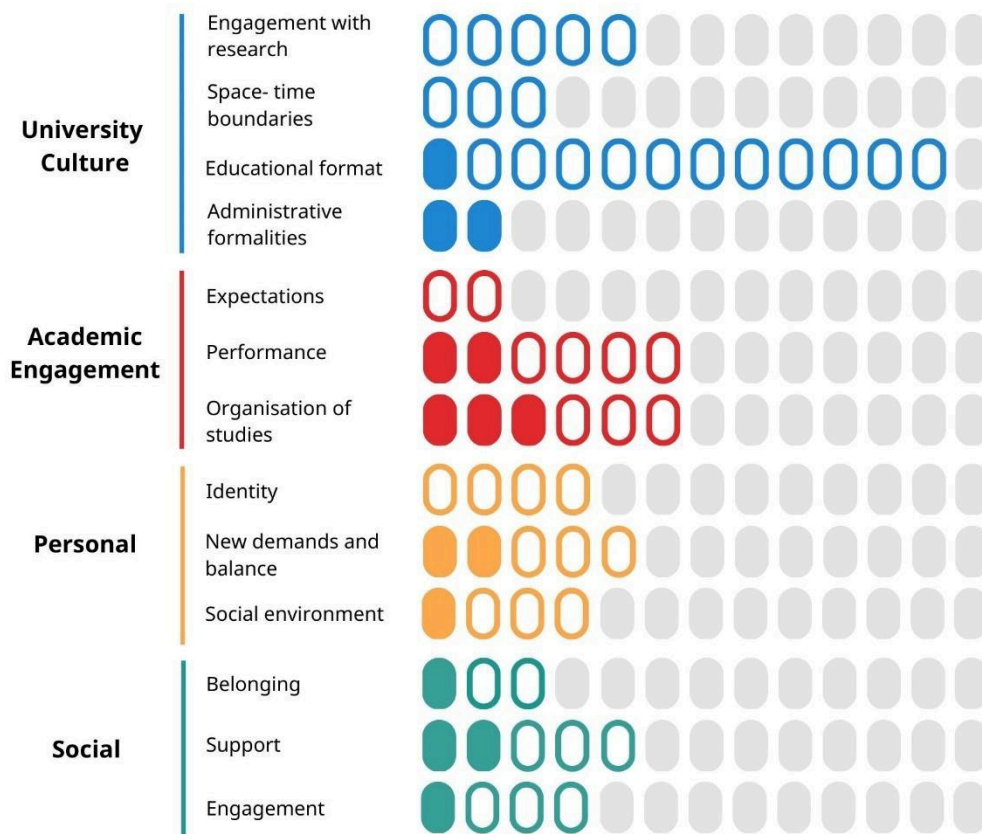 University
Culture
Engagement with
research
Space- time
boundaries
Educational format
Administrative
formalities
Academic
Engagement
Expectations
Performance
Organisation of
studies
Personal
Identity
New demands and
balance
Social environment
Social
Belonging
Support
Engagement